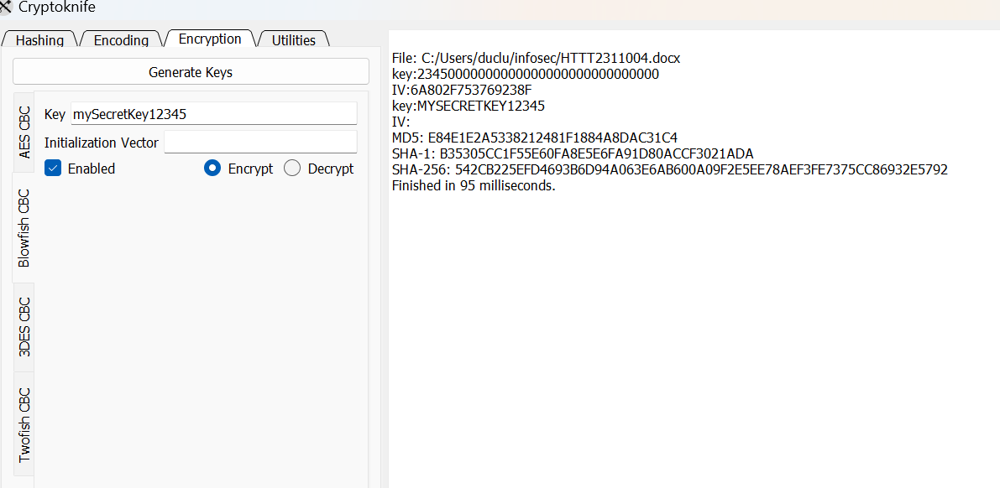 Cryptoknife
Hashing Encoding Encryption Utilities
Generate Keys
AES CBC
Blowfish CBC
3DES CBC
Twofish CBC
Key mySecretKey12345
Initialization Vector
Enabled Encrypt Decrypt
File: C:/Users/duclu/infosec/HTTT2311004.docx
key:23450000000000000000000000000000
IV:6A802F753769238F
key:MYSECRETKEY12345
IV:
MD5: E84E1E2A5338212481F1884A8DAC31C4
SHA-1: B35305CC1F55E60FA8E5E6FA91D80ACCF3021ADA
SHA-256: 542CB225EFD4693B6D94A063E6AB600A09F2E5EE78AEF3FE7375CC86932E5792
Finished in 95 milliseconds.